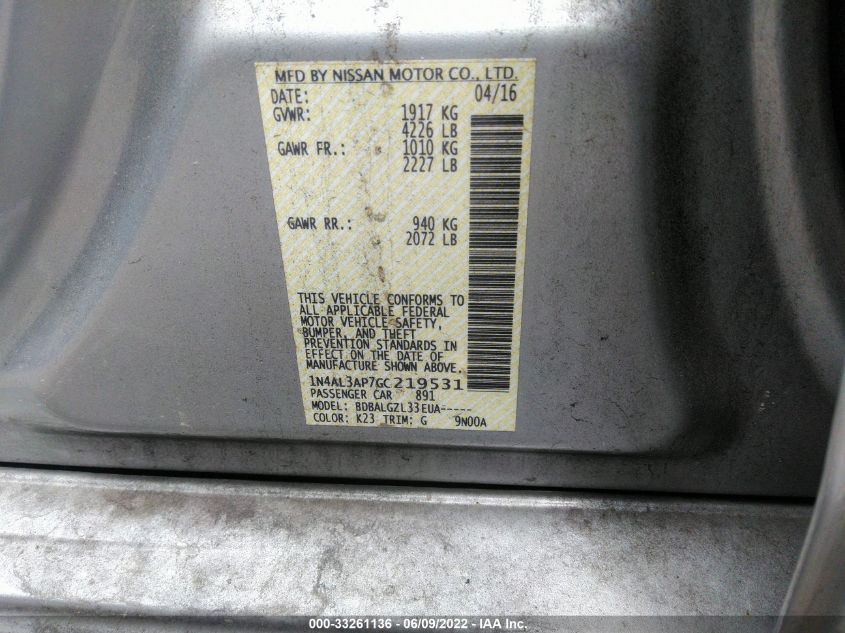 MFD BY NISSAN MOTOR CO., LTD.
DATE: 04/16
GVWR: 1917 KG
4226 LB
GAWR FR.: 1010 KG
2227 LB
GAWR RR.: 940 KG
2072 LB
THIS VEHICLE CONFORMS TO
ALL APPLICABLE FEDERAL
MOTOR VEHICLE SAFETY,
BUMPER, AND THEFT
PREVENTION STANDARDS IN
EFFECT ON THE DATE OF
MANUFACTURE SHOWN ABOVE.
1N4AL3AP7GC219531
PASSENGER CAR 891
MODEL: BDBALGZL33EUA-----
COLOR: K23 TRIM: G 9N00A
000-33261136 - 06/09/2022 - IAA, Inc.